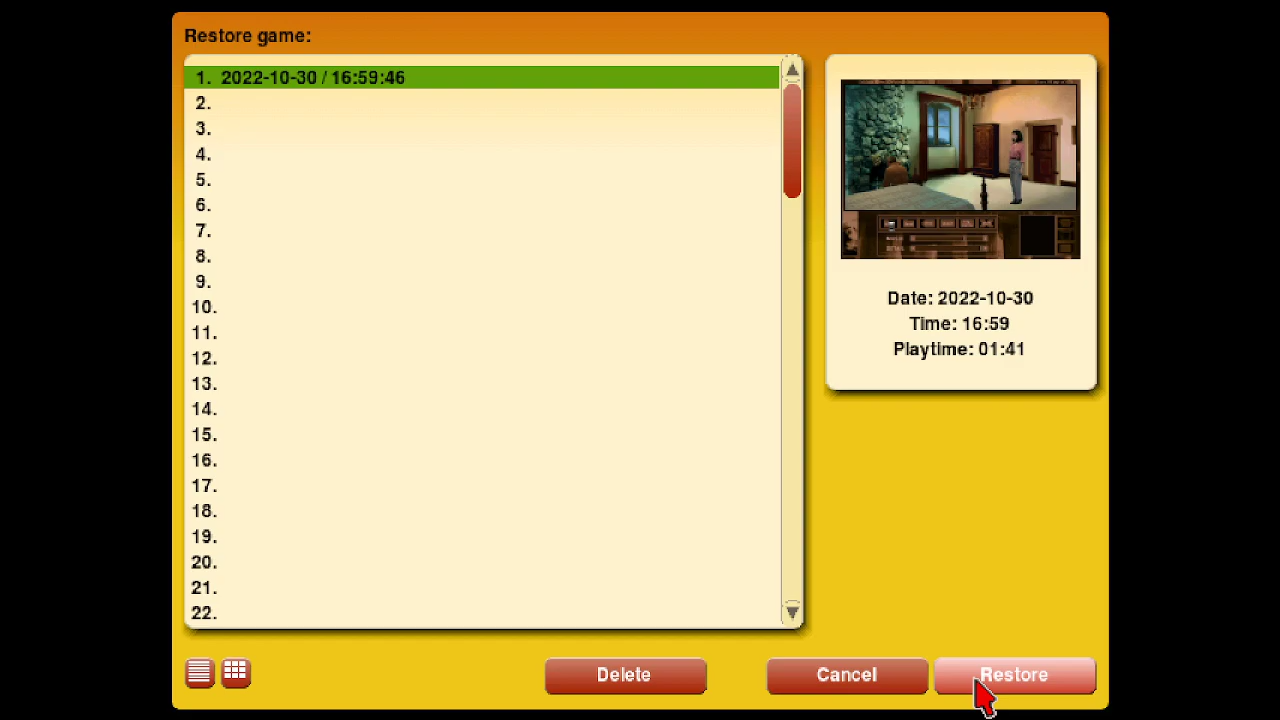 Restore game:
1. 2022-10-30 / 16:59:46
2.
3.
4.
5.
6.
7.
8.
9.
10.
11.
12.
13.
14.
15.
16.
17.
18.
19.
20.
21.
22.
Date: 2022-10-30
Time: 16:59
Playtime: 01:41
Delete
Cancel
Restore